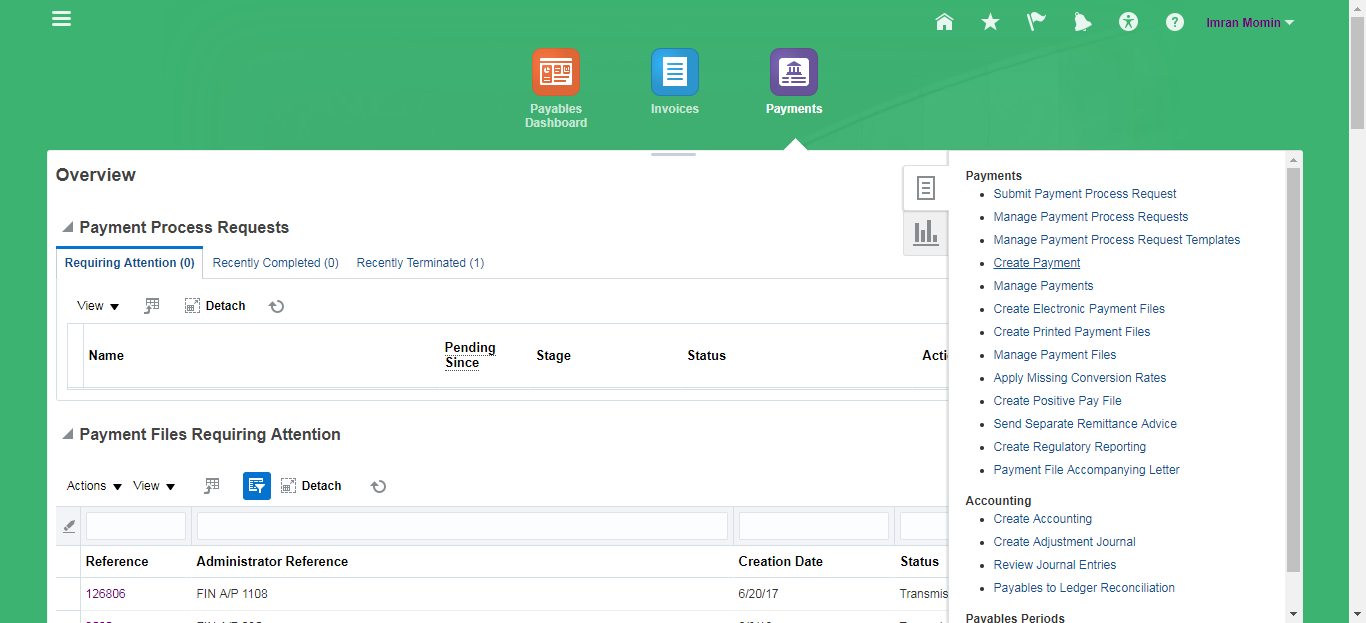 Imran Momin
Payables
Dashboard
Invoices
Payments
Overview
Payment Process Requests
Requiring Attention (0)
Recently Completed (0)
Recently Terminated (1)
View
Detach
Name
Pending
Since
Stage
Status
Acti
Payment Files Requiring Attention
Actions
View
Detach
Reference
Administrator Reference
Creation Date
Status
126806
FIN A/P 1108
6/20/17
Transmis
Payments
Submit Payment Process Request
Manage Payment Process Requests
Manage Payment Process Request Templates
Create Payment
Manage Payments
Create Electronic Payment Files
Create Printed Payment Files
Manage Payment Files
Apply Missing Conversion Rates
Create Positive Pay File
Send Separate Remittance Advice
Create Regulatory Reporting
Payment File Accompanying Letter
Accounting
Create Accounting
Create Adjustment Journal
Review Journal Entries
Payables to Ledger Reconciliation
Payables Periods